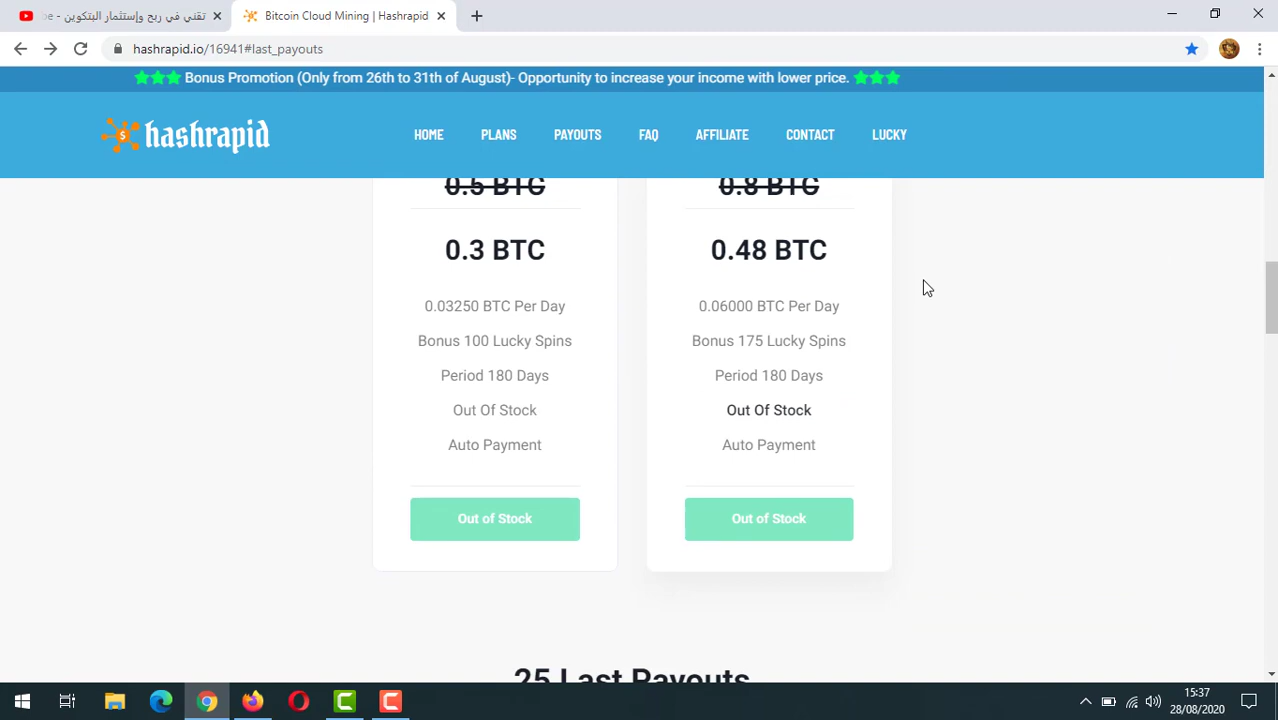 تقني في ربح وإستثمار البتكوين - be
Bitcoin Cloud Mining | Hashrapid
hashrapid.io/16941#last_payouts
Bonus Promotion (Only from 26th to 31th of August)- Opportunity to increase your income with lower price.
hashrapid
HOME
PLANS
PAYOUTS
FAQ
AFFILIATE
CONTACT
LUCKY
0.5 BTC
0.3 BTC
0.03250 BTC Per Day
Bonus 100 Lucky Spins
Period 180 Days
Out Of Stock
Auto Payment
Out of Stock
0.8 BTC
0.48 BTC
0.06000 BTC Per Day
Bonus 175 Lucky Spins
Period 180 Days
Out Of Stock
Auto Payment
Out of Stock
25 Last Payouts
15:37
28/08/2020